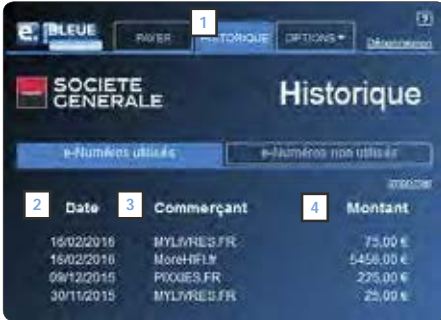 e. BLEUE PAYER 1 HISTORIQUE OPTIONS ?
Déconnexion
SOCIETE
GENERALE
Historique
e-Numéros utilisés e-Numéros non utilisés
imprimer
2 Date 3 Commerçant 4 Montant
16/02/2016 MYLIVRES.FR 75,00 €
16/02/2016 MoreHIFI.fr 5456,00 €
09/12/2015 PIXXIES.FR 225,00 €
30/11/2015 MYLIVRES.FR 25,00 €